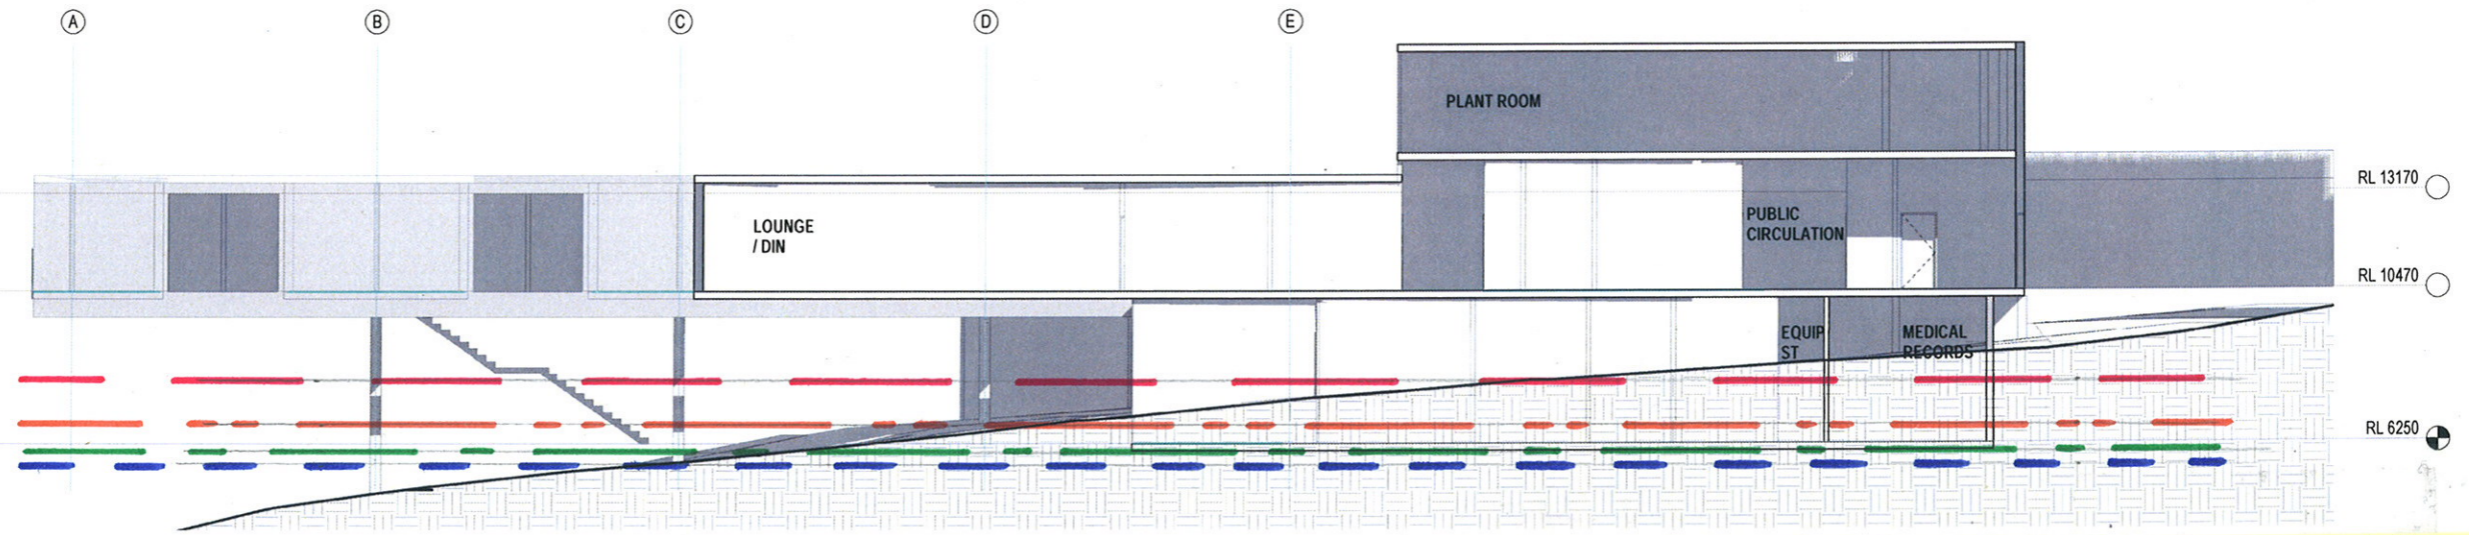 A
B
C
D
E
PLANT ROOM
RL 13170
LOUNGE
/ DIN
PUBLIC
CIRCULATION
RL 10470
EQUIP
ST
MEDICAL
RECORDS
RL 6250